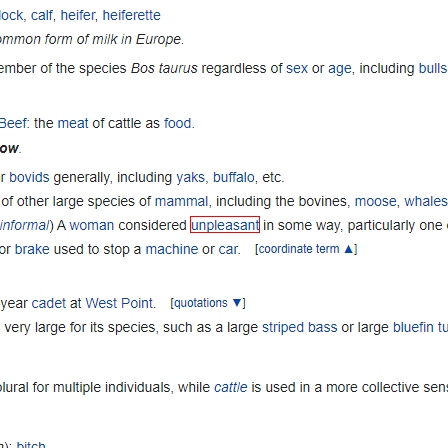 ock, calf, heifer, heiferette
ommon form of milk in Europe.
ember of the species Bos taurus regardless of sex or age, including bulls
Beef: the meat of cattle as food.
ow.
r bovids generally, including yaks, buffalo, etc.
of other large species of mammal, including the bovines, moose, whales
informal) A woman considered unpleasant in some way, particularly one
or brake used to stop a machine or car. [coordinate term ▲]
year cadet at West Point. [quotations ▼]
very large for its species, such as a large striped bass or large bluefin tu
lural for multiple individuals, while cattle is used in a more collective sens
): bitch